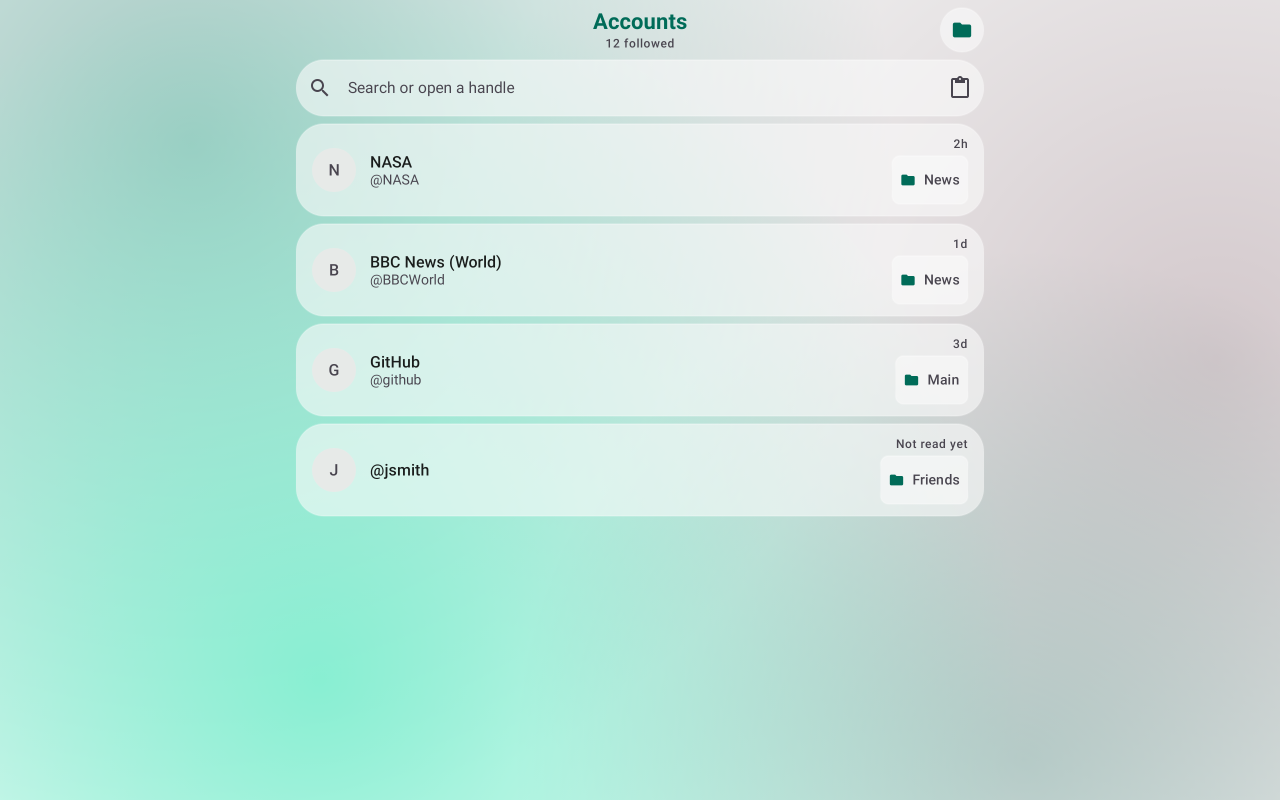 Accounts
12 followed
Search or open a handle
N
NASA
@NASA
2h
News
B
BBC News (World)
@BBCWorld
1d
News
G
GitHub
@github
3d
Main
J
@jsmith
Not read yet
Friends